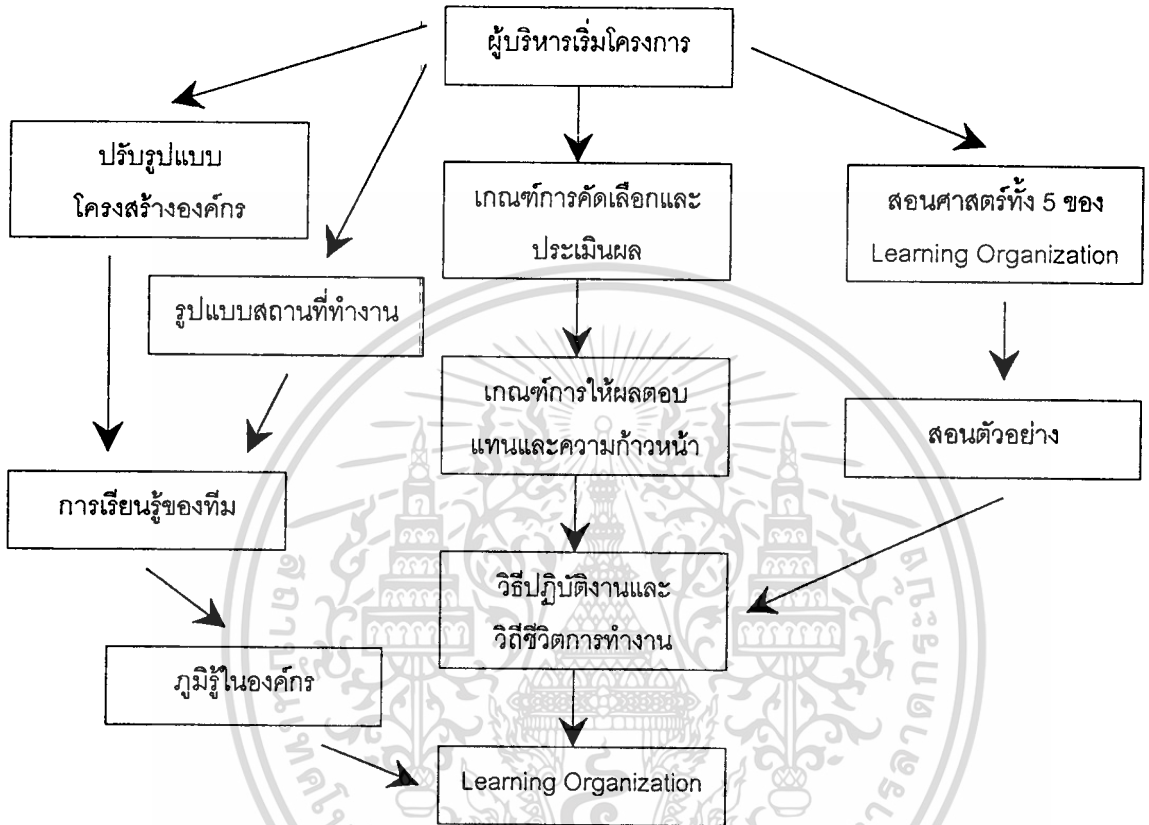 ผู้บริหารเริ่มโครงการ
ปรับรูปแบบ
โครงสร้างองค์กร
เกณฑ์การคัดเลือกและ
ประเมินผล
สอนศาสตร์ทั้ง 5 ของ
Learning Organization
รูปแบบสถานที่ทำงาน
เกณฑ์การให้ผลตอบ
แทนและความก้าวหน้า
สอนตัวอย่าง
การเรียนรู้ของทีม
วิธีปฏิบัติงานและ
วิถีชีวิตการทำงาน
ภูมิรู้ในองค์กร
Learning Organization